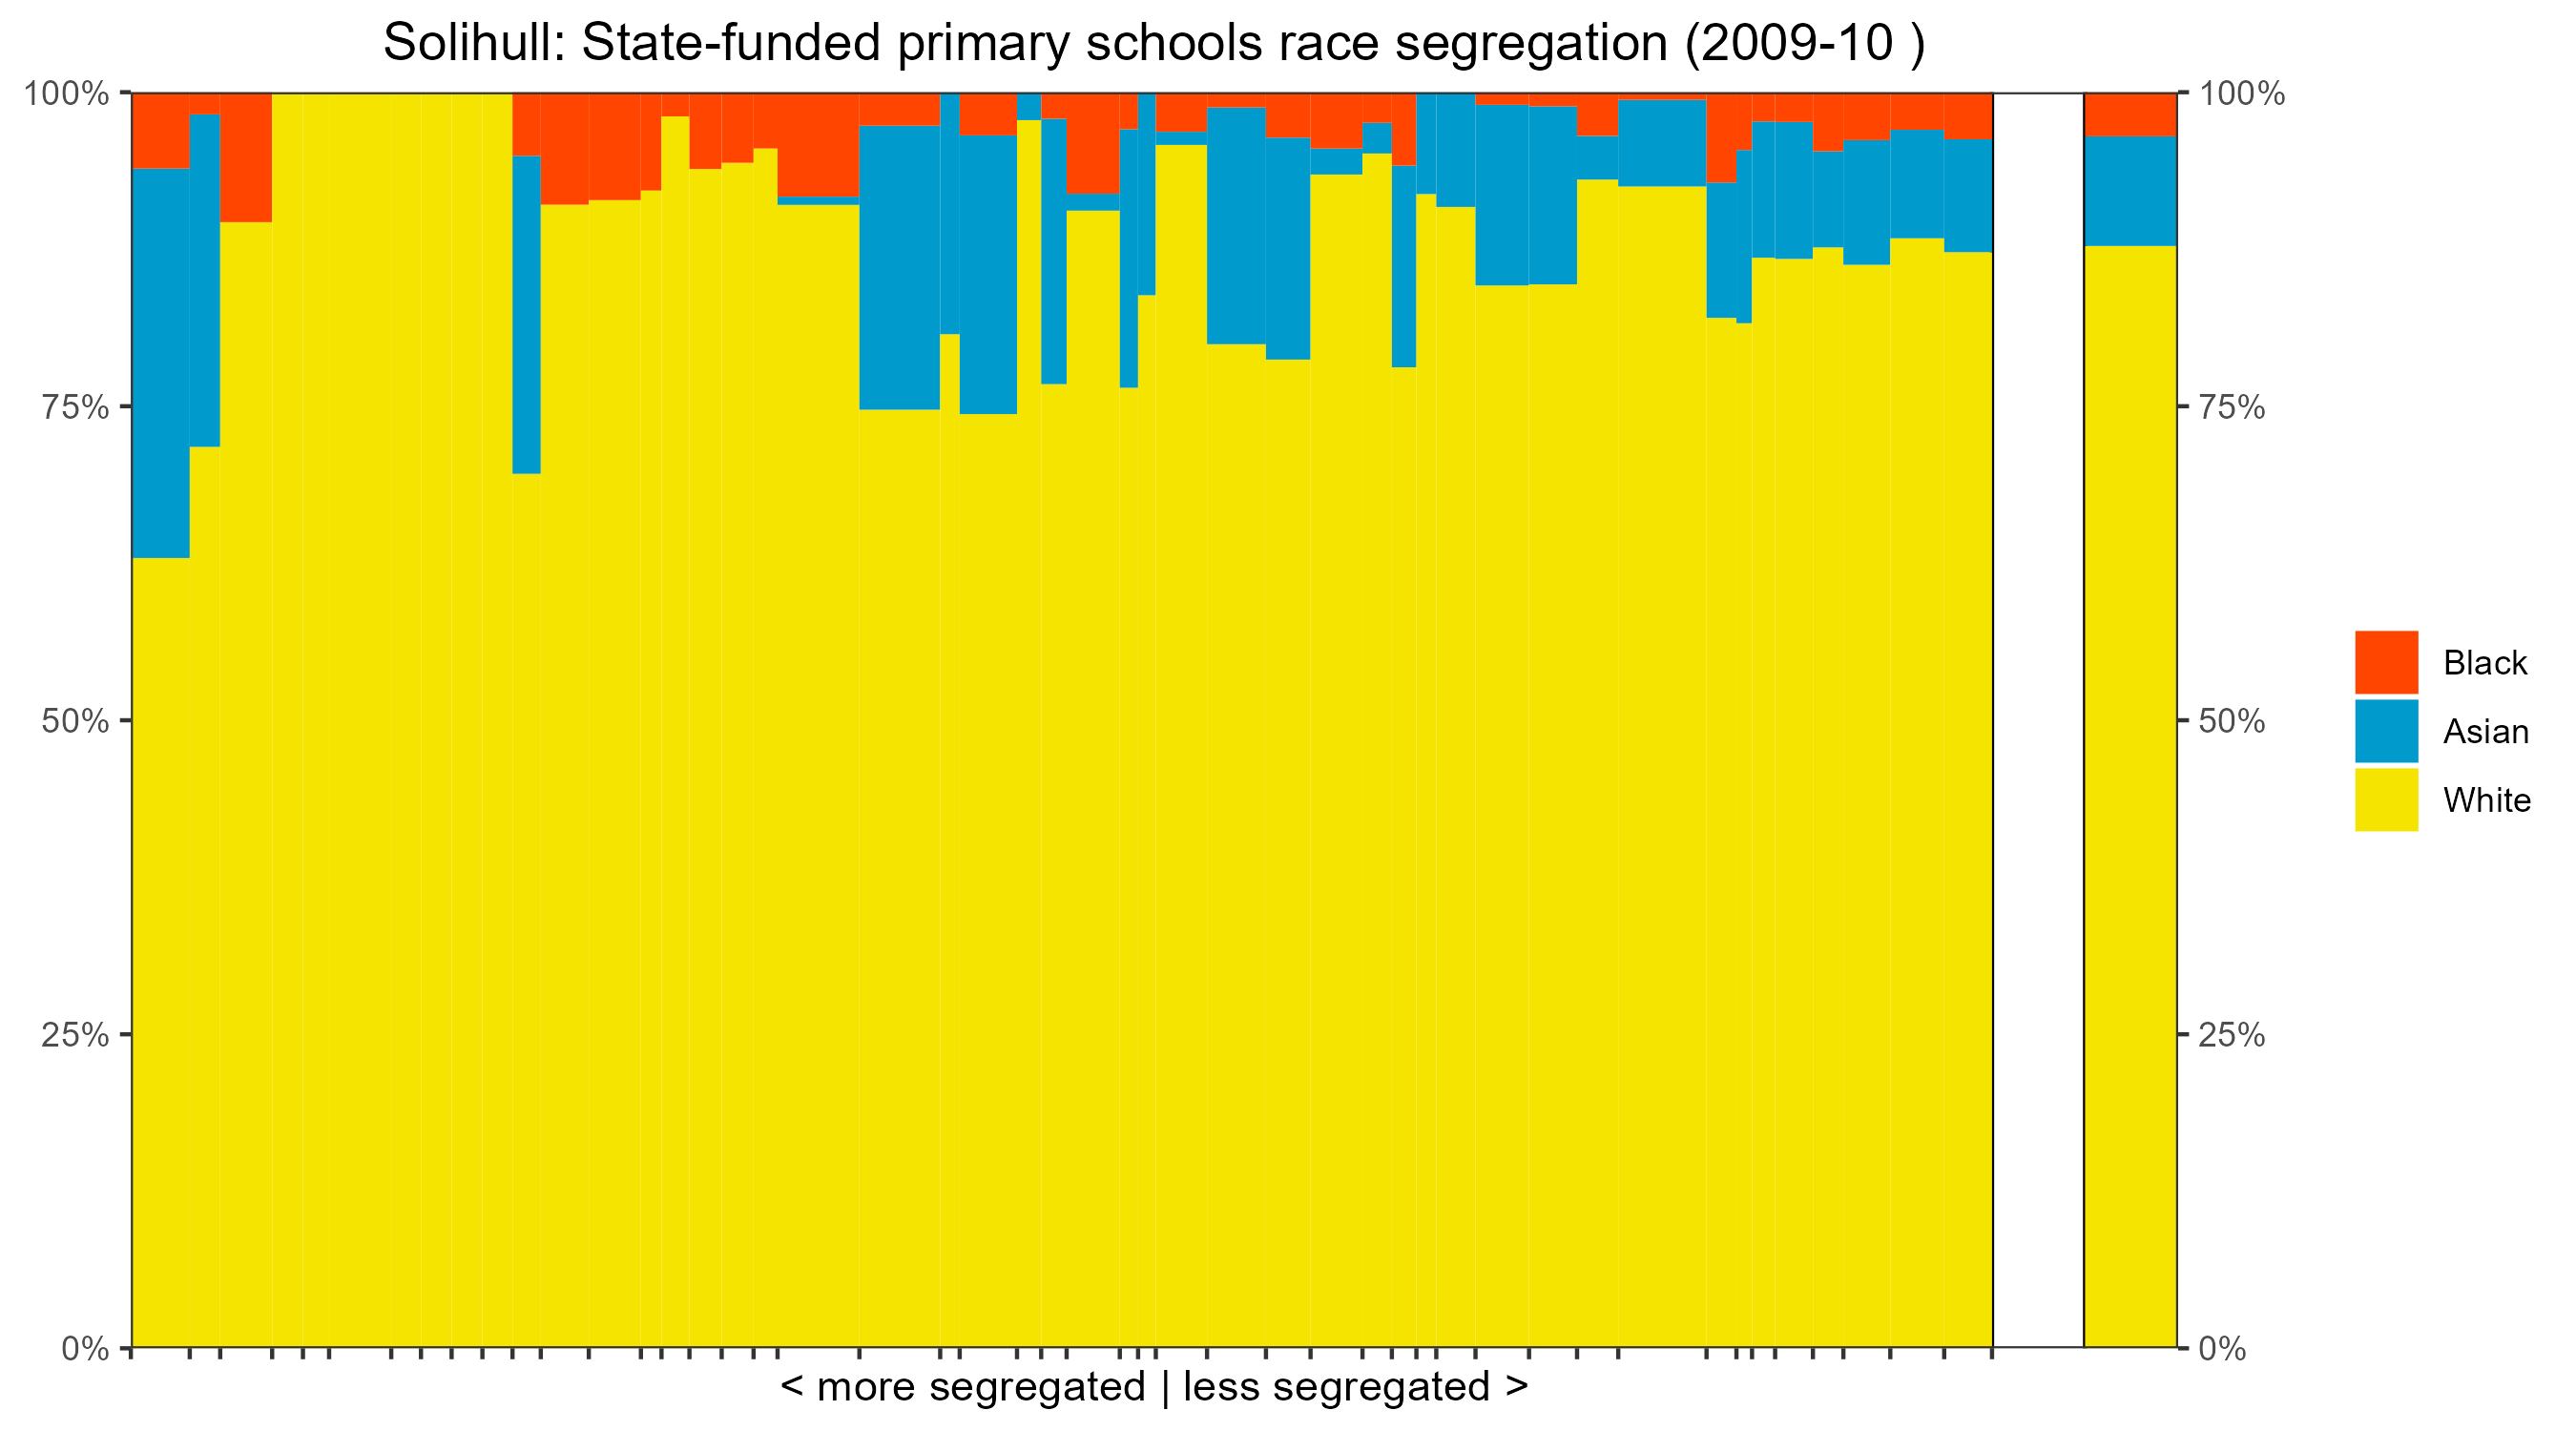 Solihull: State-funded primary schools race segregation (2009-10 )
100%
100%
75%
75%
50%
50%
25%
25%
0%
0%
Black
Asian
White
< more segregated | less segregated >